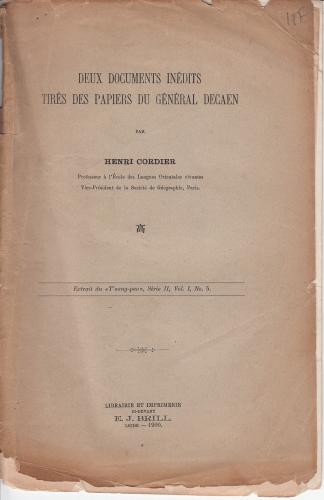 DEUX DOCUMENTS INÉDITS
TIRÉS DES PAPIERS DU GÉNÉRAL DECAEN
PAR
HENRI CORDIER
Professeur à l'École des Langues Orientales vivantes
Vice-Président de la Société de Géographie, Paris.
Extrait du «T'oung-pao», Série II, Vol. I, No. 5.
LIBRAIRIE ET IMPRIMERIE
CI-DEVANT
E. J. BRILL
LEIDE — 1900.